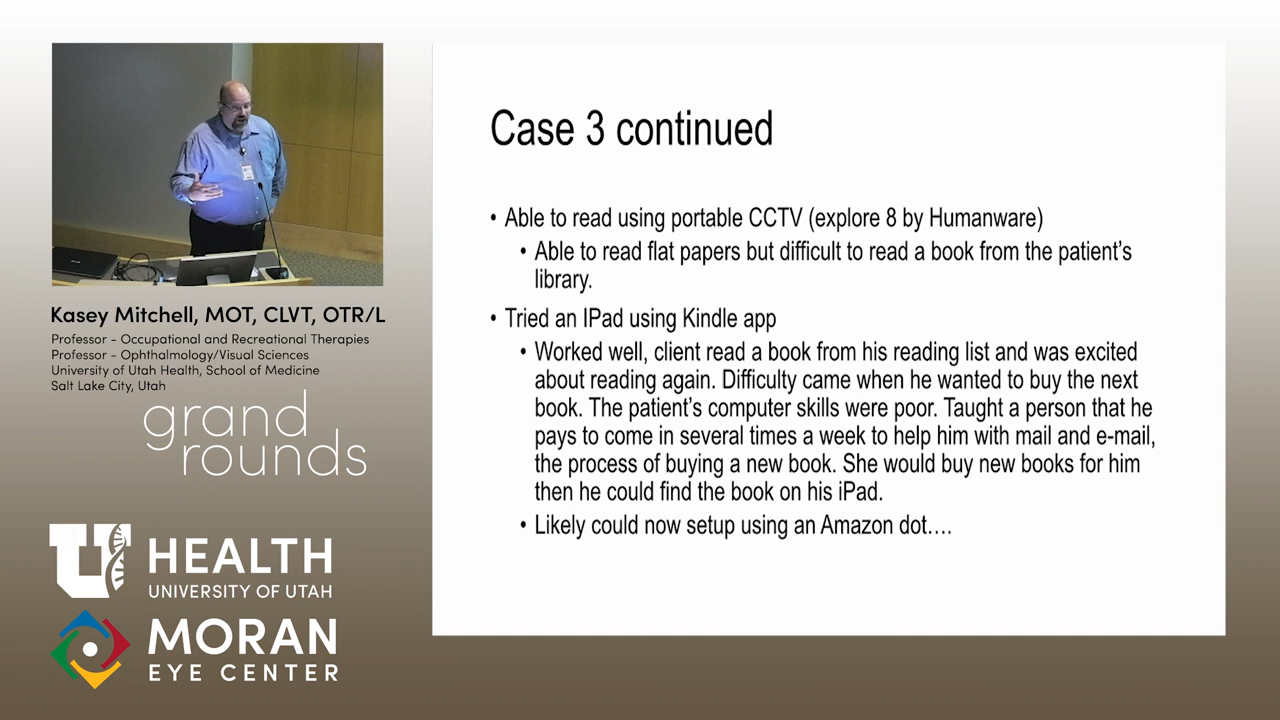 Case 3 continued
• Able to read using portable CCTV (explore 8 by Humanware)
• Able to read flat papers but difficult to read a book from the patient's
library.
• Tried an IPad using Kindle app
• Worked well, client read a book from his reading list and was excited
about reading again. Difficulty came when he wanted to buy the next
book. The patient's computer skills were poor. Taught a person that he
pays to come in several times a week to help him with mail and e-mail,
the process of buying a new book. She would buy new books for him
then he could find the book on his iPad.
• Likely could now setup using an Amazon dot….
Kasey Mitchell, MOT, CLVT, OTR/L
Professor - Occupational and Recreational Therapies
Professor - Ophthalmology/Visual Sciences
University of Utah Health, School of Medicine
Salt Lake City, Utah
grand
rounds
U HEALTH
UNIVERSITY OF UTAH
MORAN
EYE CENTER